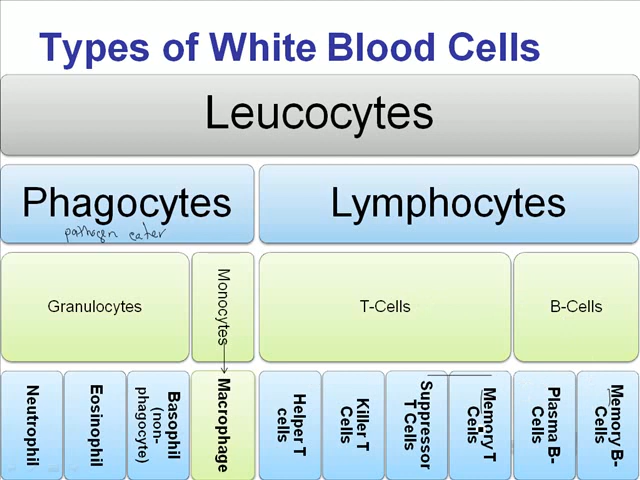 Types of White Blood Cells
Leucocytes
Phagocytes
pathogen eater
Lymphocytes
Granulocytes
Monocytes
T-Cells
B-Cells
Neutrophil
Eosinophil
Basophil
(non-
phagocyte)
Macrophage
Helper T
cells
Killer T
Cells
Suppressor
T Cells
Memory T
Cells
Plasma B-
Cells
Memory B-
Cells